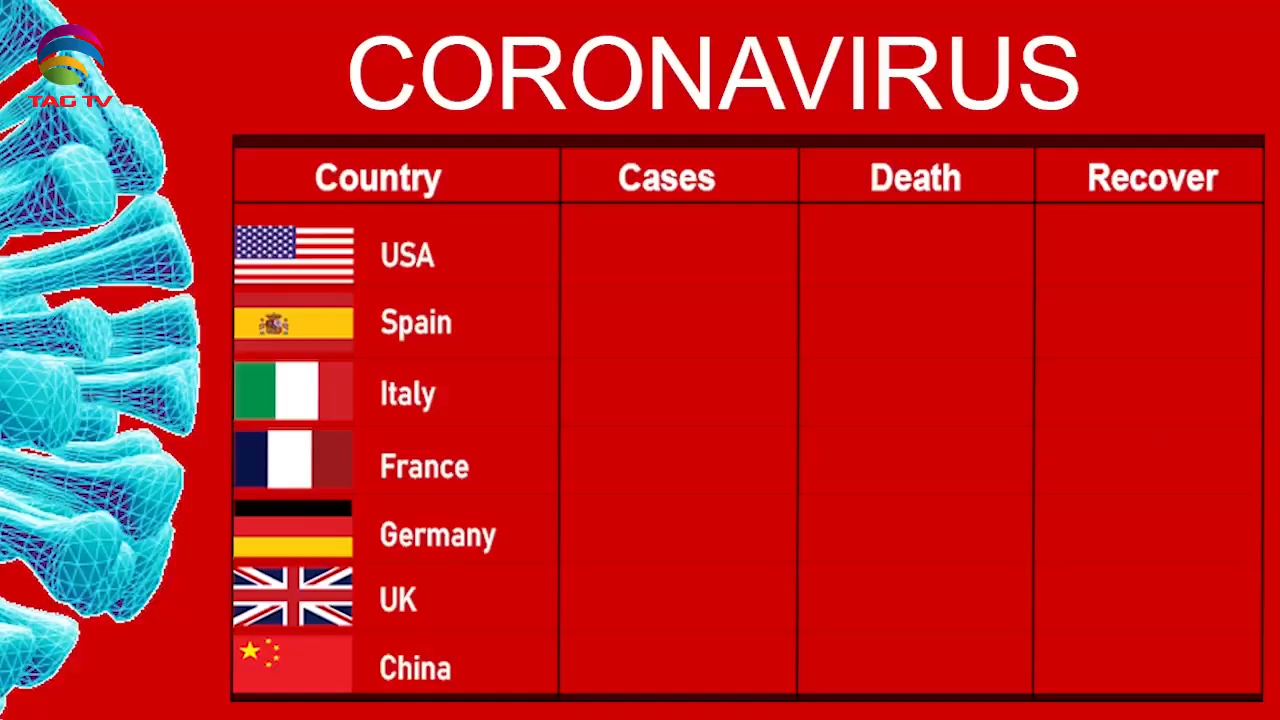 TAG TV
CORONAVIRUS
Country Cases Death Recover
USA
Spain
Italy
France
Germany
UK
China